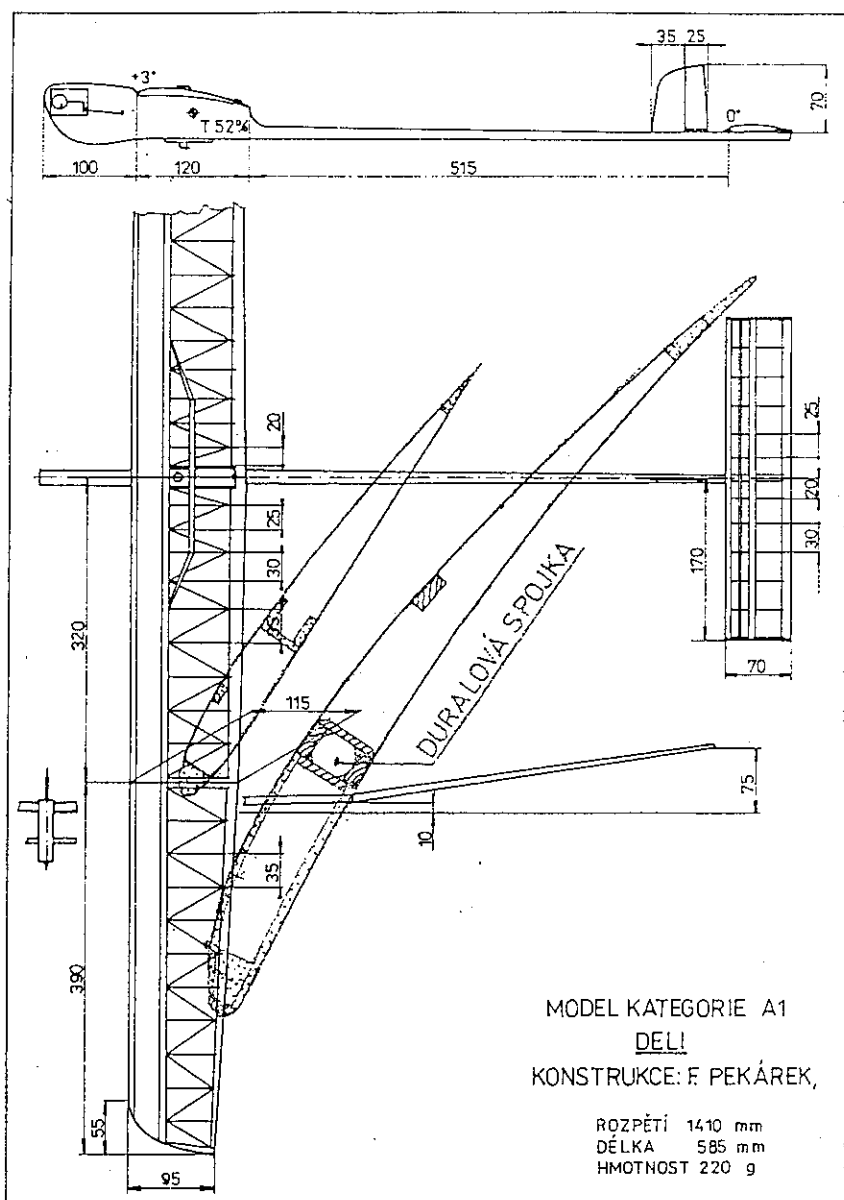 35 25
+3°
T 52%
0°
70
100 120 515
20
25
25
20
30
30
35
170
320
70
115
DURALOVÁ SPOJKA
75
10
35
390
55
95
MODEL KATEGORIE A1
DELI
KONSTRUKCE: F. PEKÁREK,
ROZPĚTÍ 1410 mm
DÉLKA 585 mm
HMOTNOST 220 g